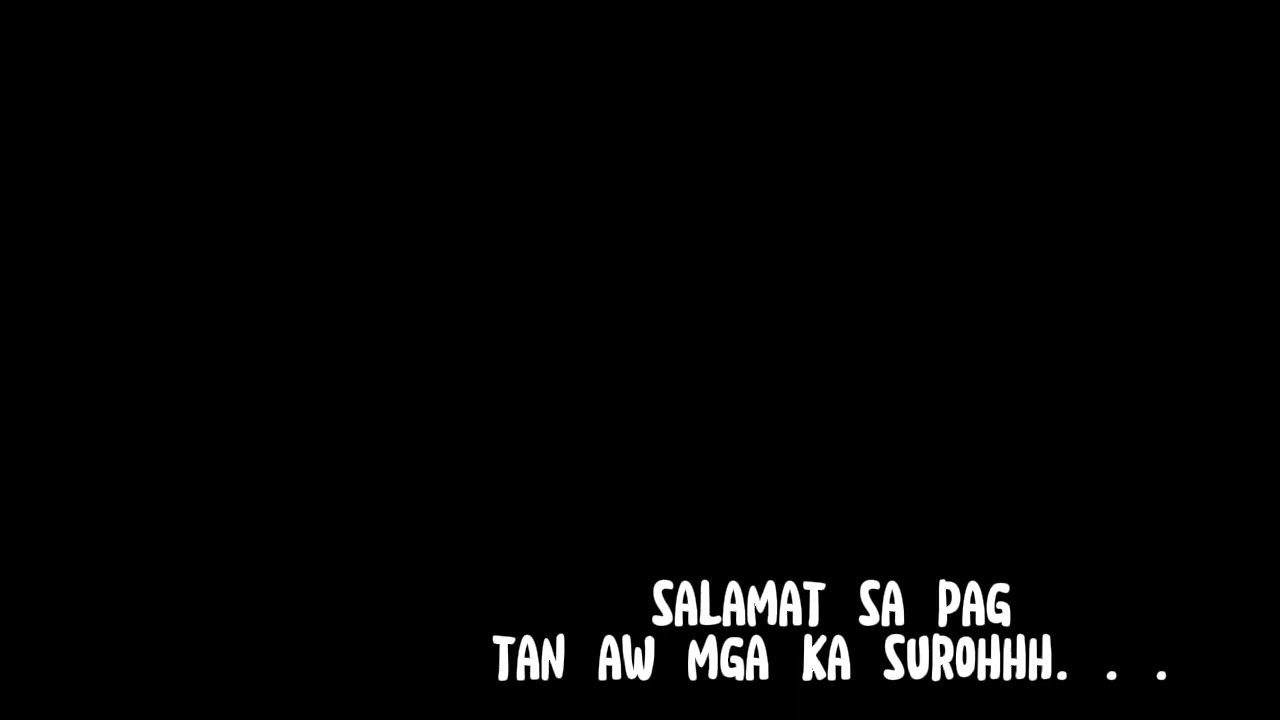 SALAMAT SA PAG
TAN AW MGA KA SUROHHH. . .